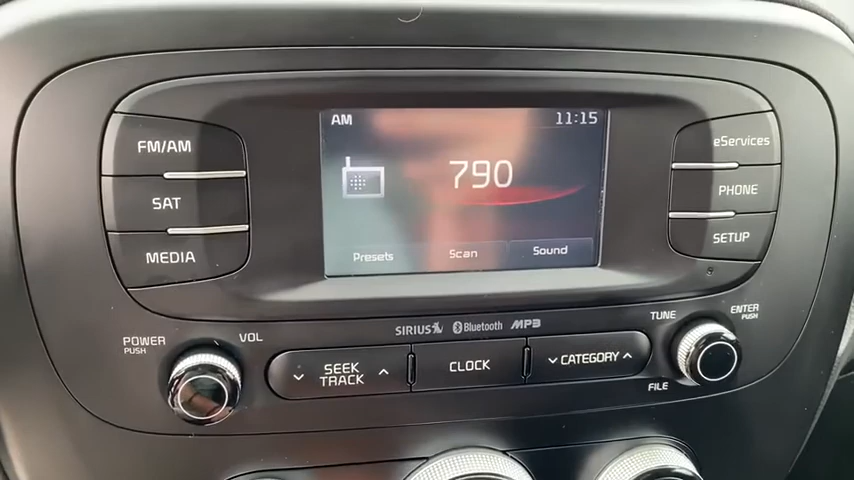 AM 11:15
790
Presets Scan Sound
FM/AM
SAT
MEDIA
eServices
PHONE
SETUP
SIRIUS Bluetooth MP3
POWER
PUSH
VOL
SEEK
TRACK
CLOCK
CATEGORY
TUNE
FILE
ENTER
PUSH